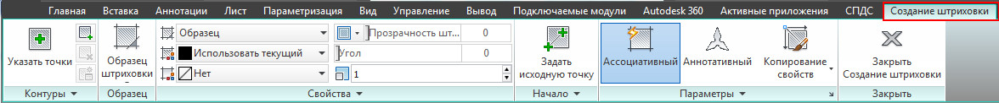 Главная Вставка Аннотации Лист Параметризация Вид Управление Вывод Подключаемые модули Autodesk 360 Активные приложения СПДС Создание штриховки
Указать точки
Контуры
Образец штриховки
Образец
Образец
Использовать текущий
Нет
Прозрачность шт...
0
Угол
0
1
Свойства
Задать
исходную точку
Начало
Ассоциативный
Аннотативный
Копирование
свойств
Параметры
Закрыть
Создание штриховки
Закрыть